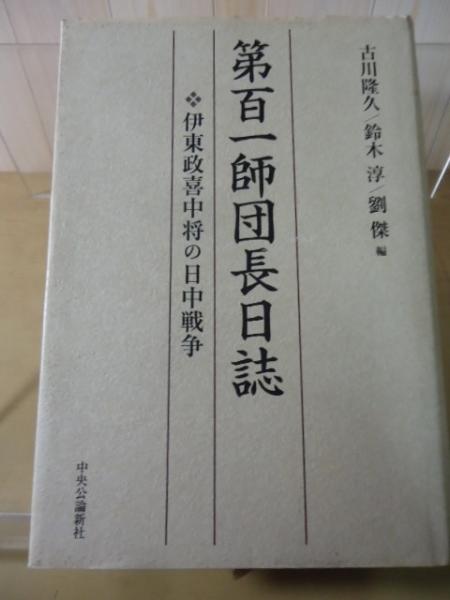 古川隆久/鈴木 淳/劉 傑 編
第百一師団長日誌
❖伊東政喜中将の日中戦争
中央公論新社